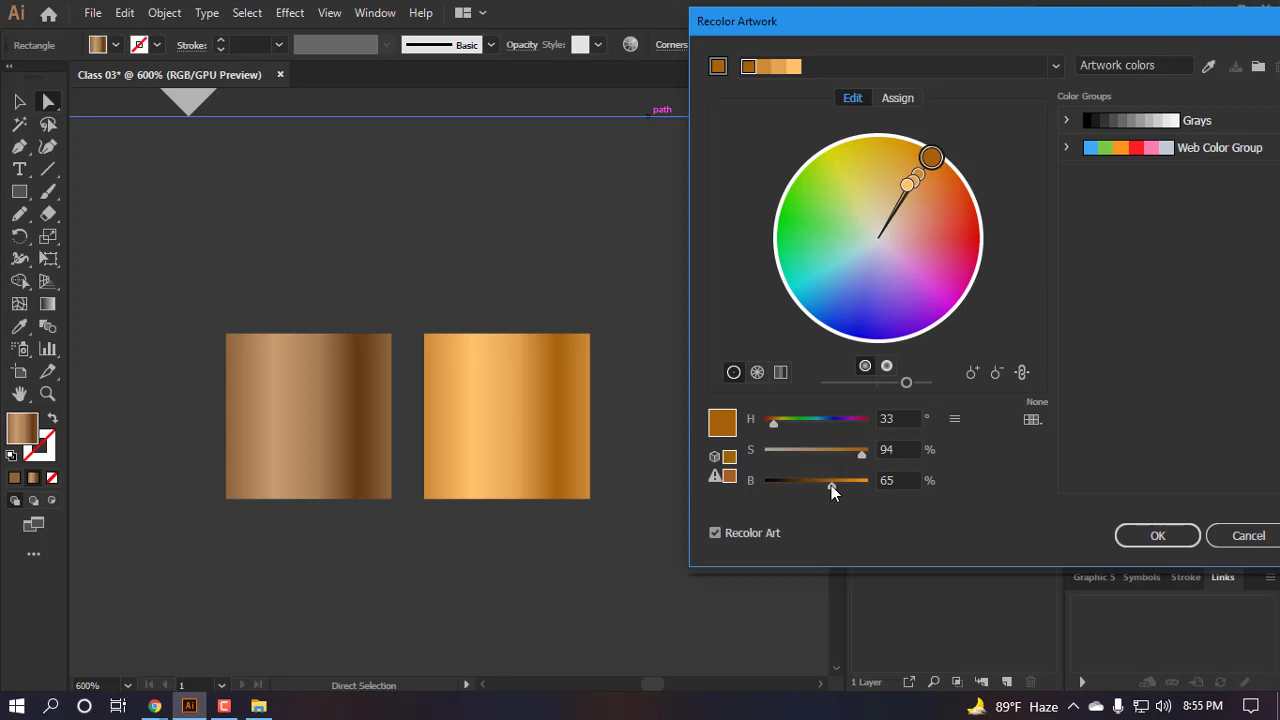 Ai File Edit Object Type Select Effect View Window Help
Recolor Artwork
Rectangle Stroke: Basic Opacity Style: Corners
Artwork colors
Class 03* @ 600% (RGB/GPU Preview) ×
Edit Assign
Color Groups
path
Grays
Web Color Group
None
H 33 °
S 94 %
B 65 %
Recolor Art
OK Cancel
Graphic S Symbols Stroke Links
600% 1 Direct Selection
1 Layer
Ai 89°F Haze 8:55 PM